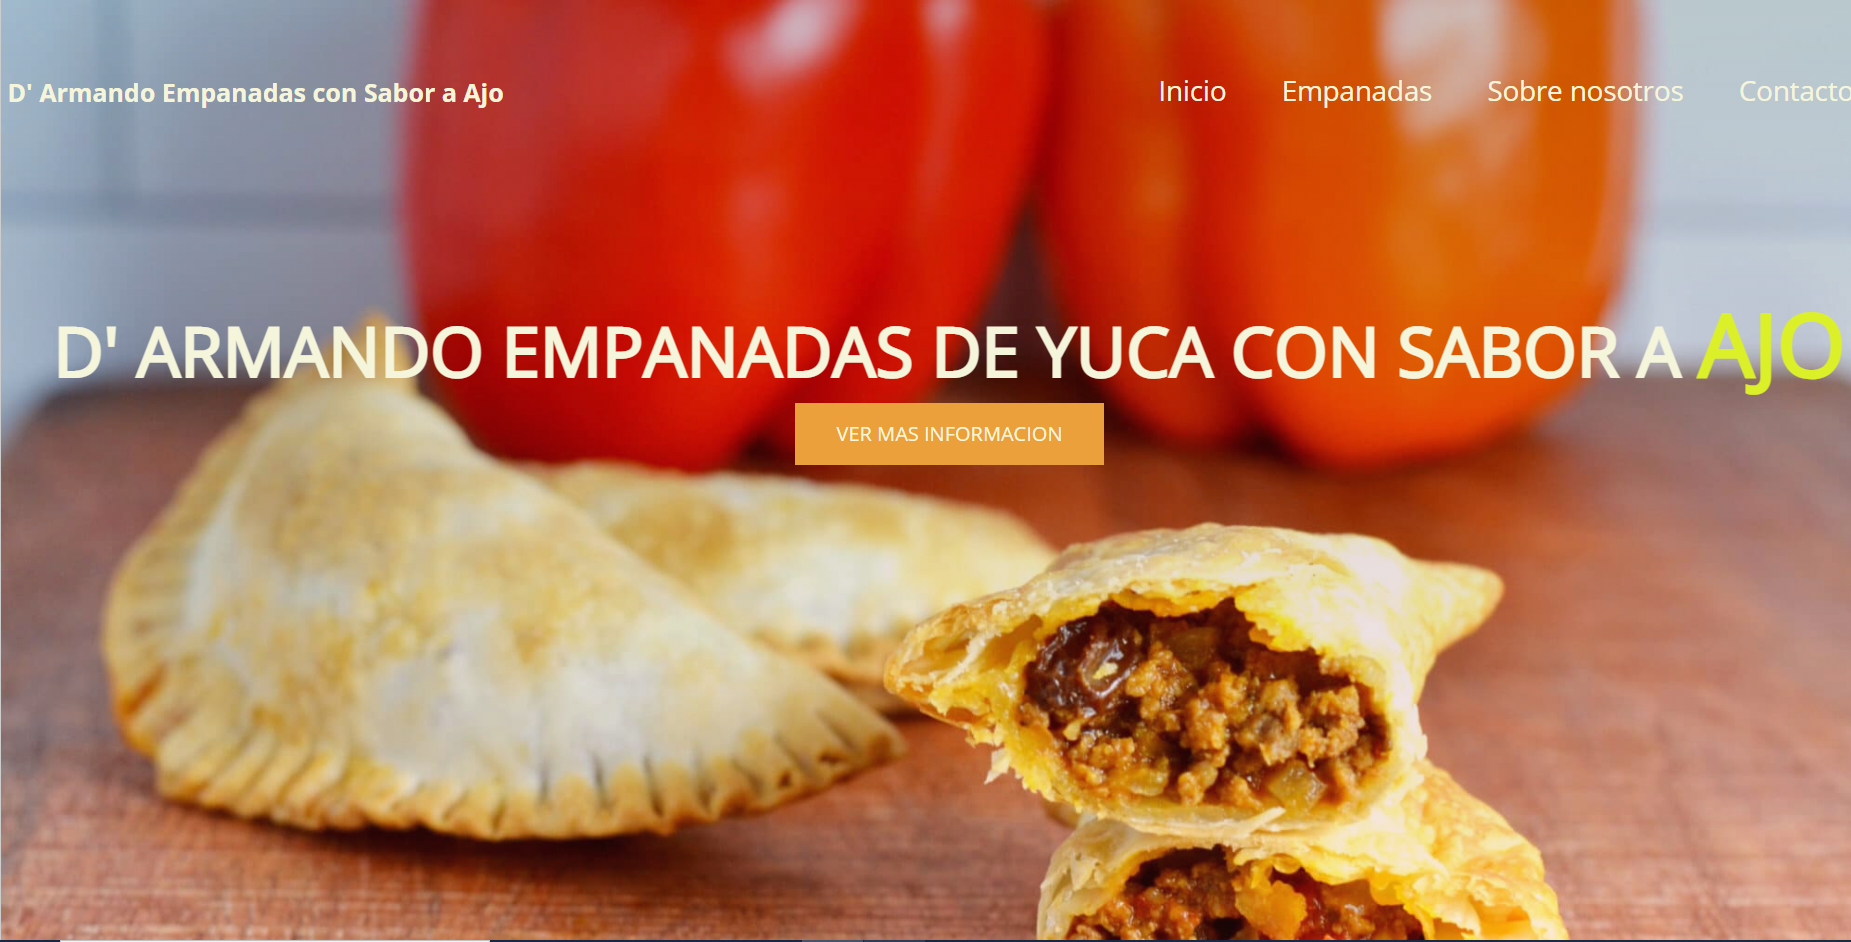 D' Armando Empanadas con Sabor a Ajo
Inicio Empanadas Sobre nosotros Contacto
D' ARMANDO EMPANADAS DE YUCA CON SABOR A AJO
VER MAS INFORMACION